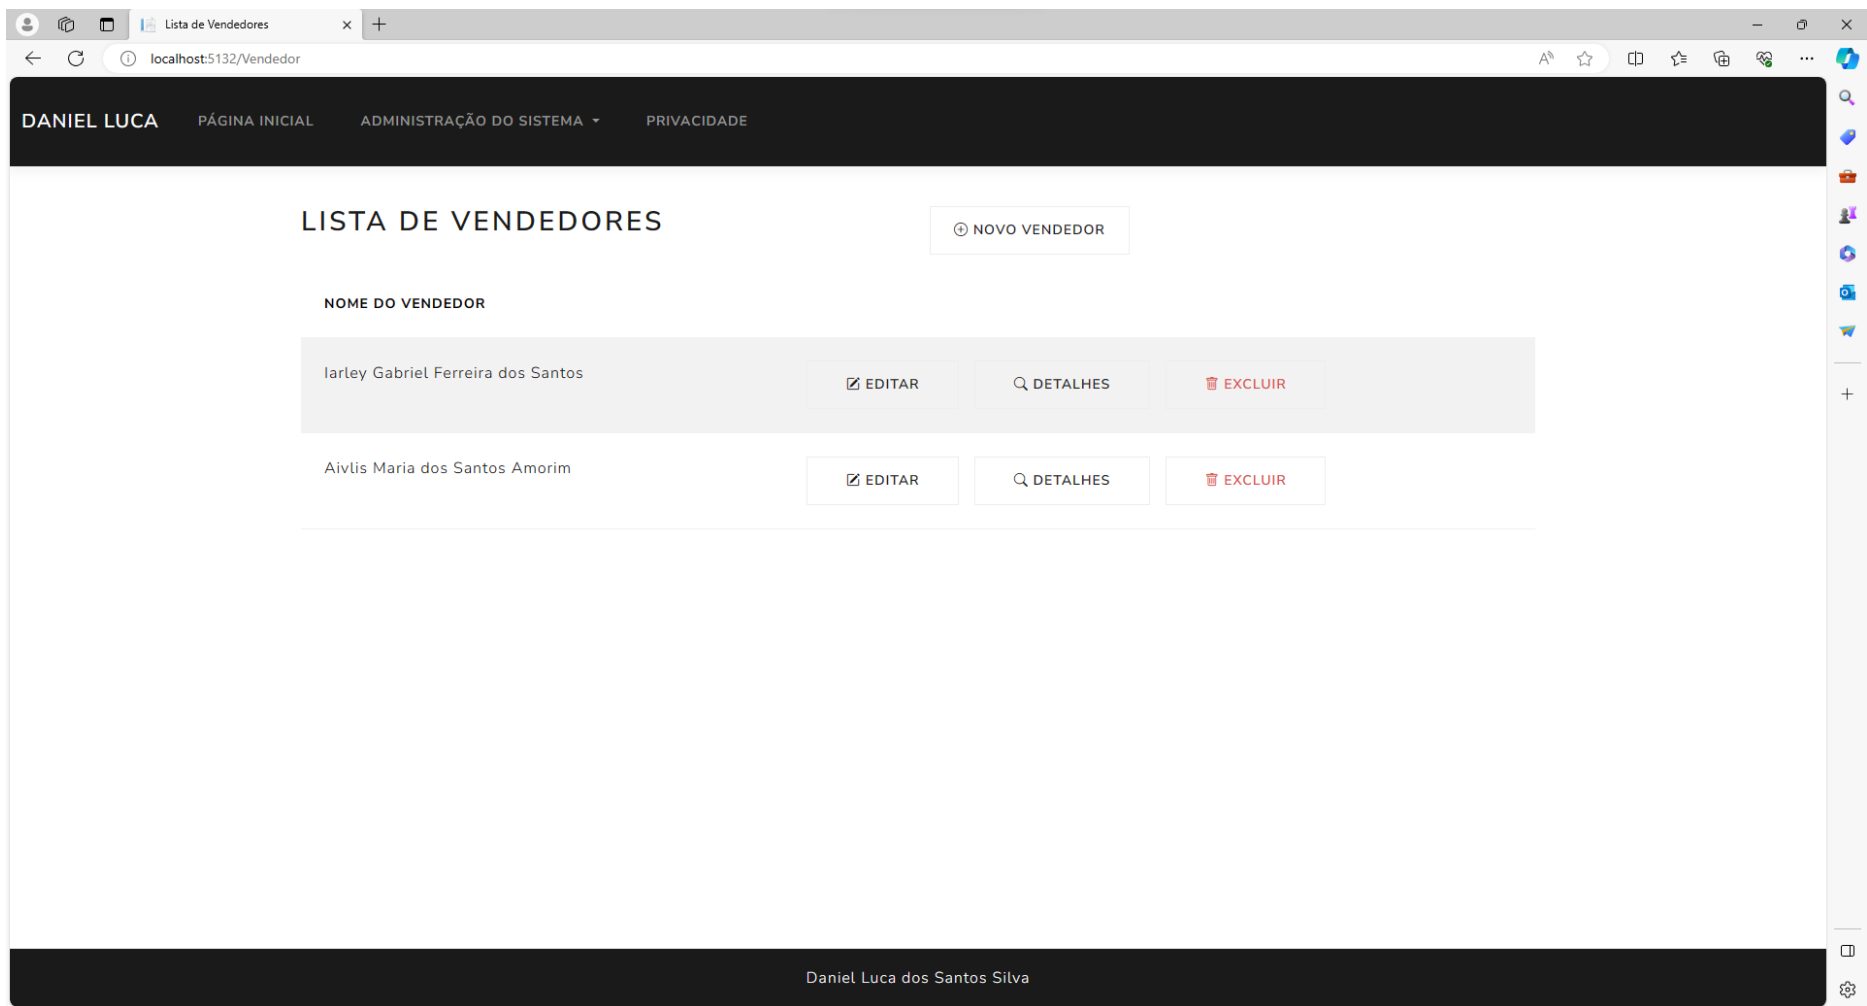 Lista de Vendedores
localhost:5132/Vendedor
DANIEL LUCA PÁGINA INICIAL ADMINISTRAÇÃO DO SISTEMA PRIVACIDADE
LISTA DE VENDEDORES
NOVO VENDEDOR
NOME DO VENDEDOR
Iarley Gabriel Ferreira dos Santos EDITAR DETALHES EXCLUIR
Aivlis Maria dos Santos Amorim EDITAR DETALHES EXCLUIR
Daniel Luca dos Santos Silva